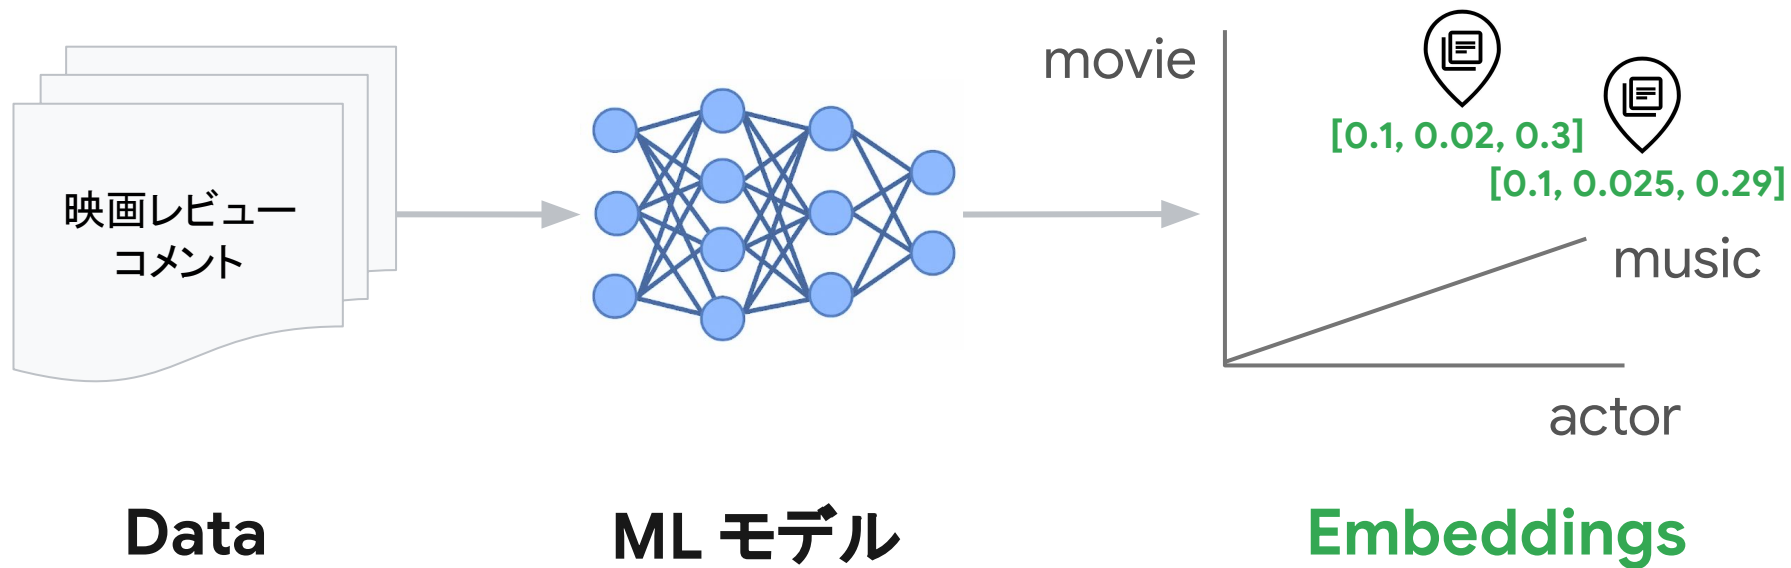 映画レビュー
コメント
movie
[0.1, 0.02, 0.3]
[0.1, 0.025, 0.29]
music
actor
Data
ML モデル
Embeddings